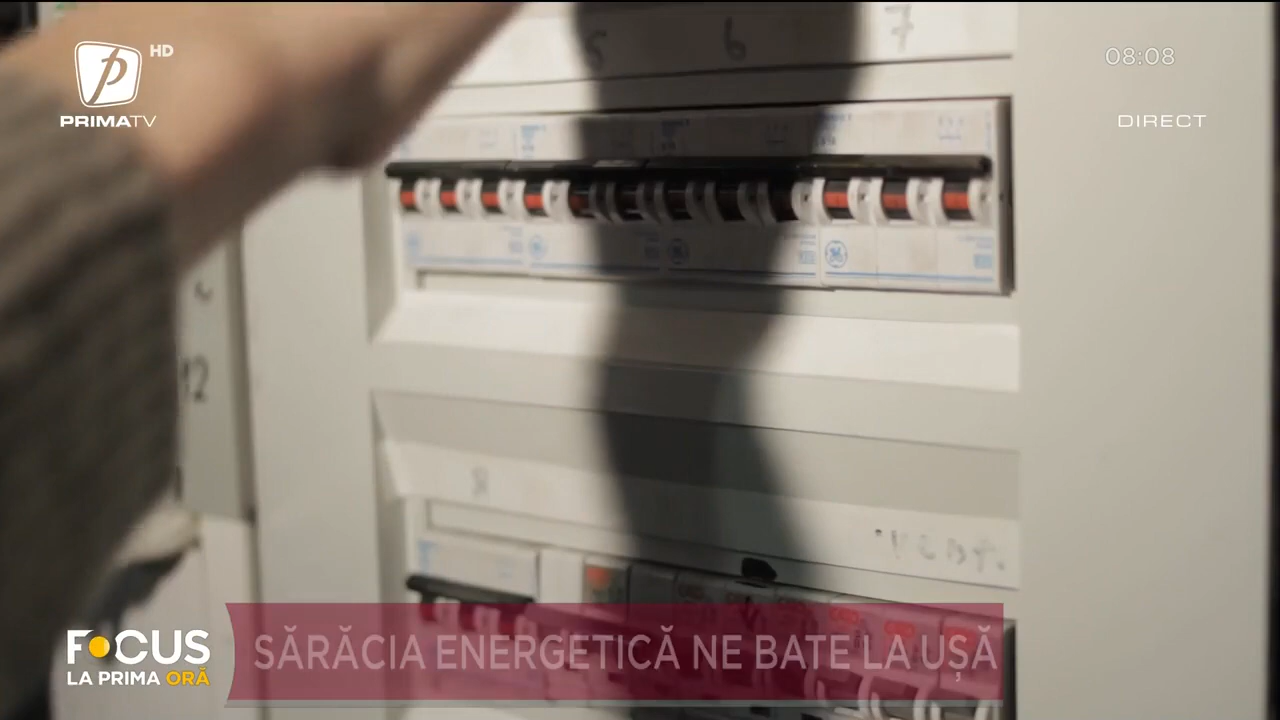 5 6 7
HD
PRIMATV
08:08
DIRECT
12
FOCUS
LA PRIMA ORĂ
SĂRĂCIA ENERGETICĂ NE BATE LA UȘĂ